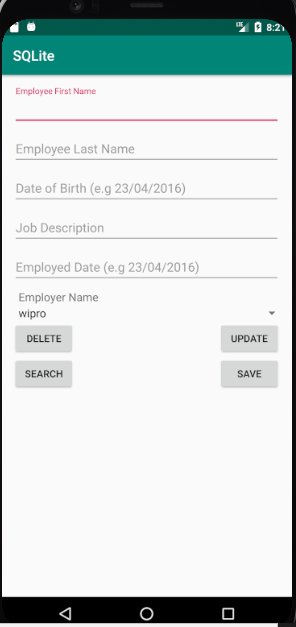 LTE 8:21
SQLite
Employee First Name
Employee Last Name
Date of Birth (e.g 23/04/2016)
Job Description
Employed Date (e.g 23/04/2016)
Employer Name
wipro
DELETE UPDATE
SEARCH SAVE